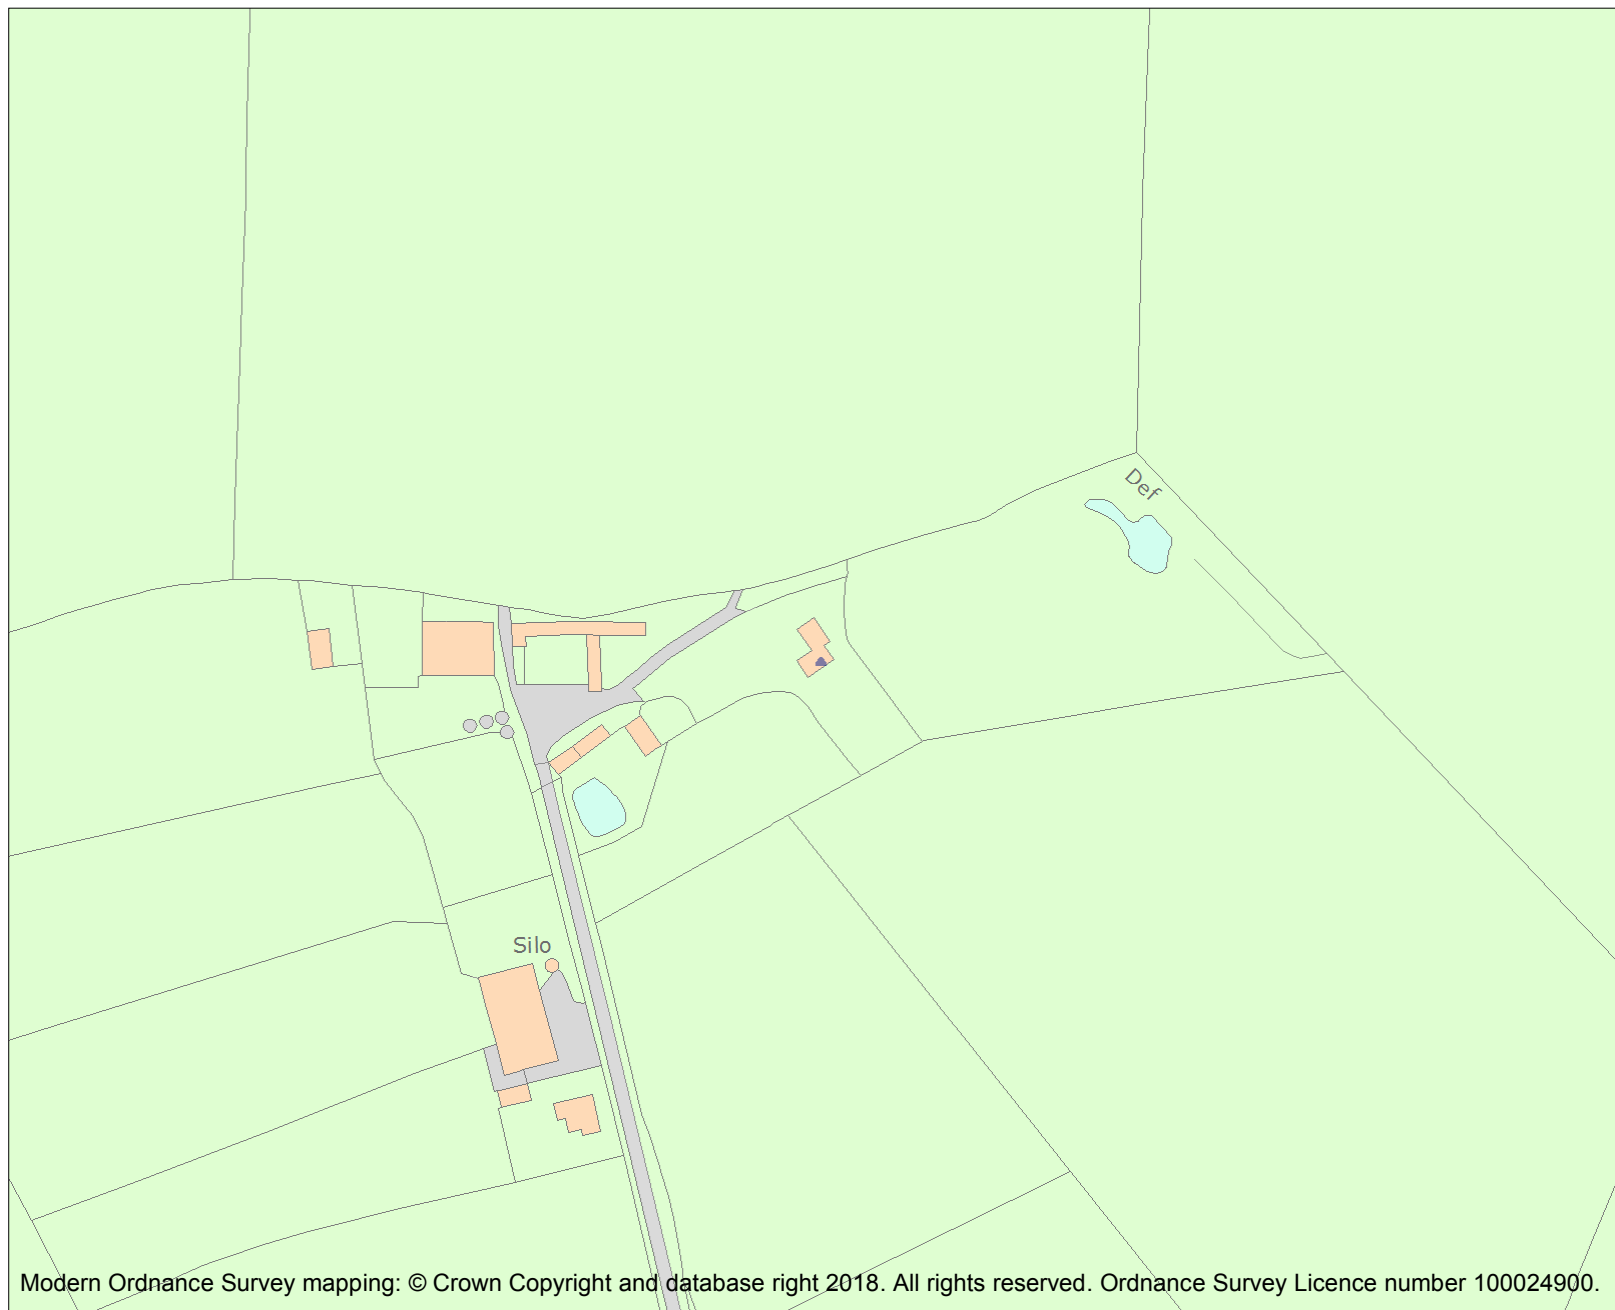 Def
Silo
Modern Ordnance Survey mapping: © Crown Copyright and database right 2018. All rights reserved. Ordnance Survey Licence number 100024900.